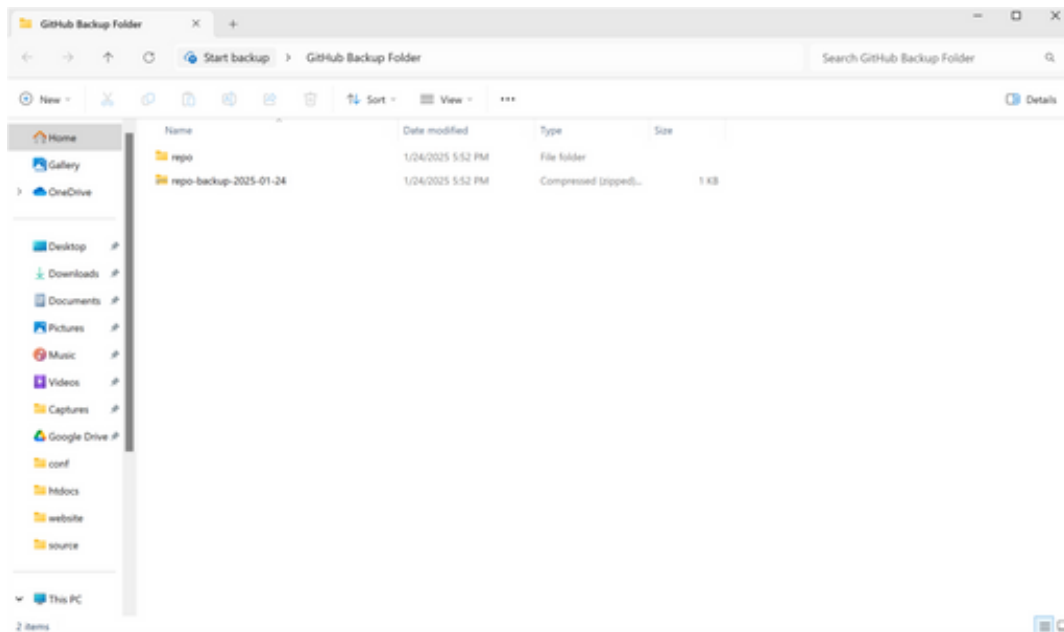 GitHub Backup Folder
Start backup > GitHub Backup Folder
Search GitHub Backup Folder
New
Sort
View
...
Details
Name Date modified Type Size
repo 1/24/2025 5:52 PM File folder
repo-backup-2025-01-24 1/24/2025 5:52 PM Compressed (zipped)... 1 KB
Home
Gallery
OneDrive
Desktop
Downloads
Documents
Pictures
Music
Videos
Captures
Google Drive
conf
htdocs
website
source
This PC
2 items